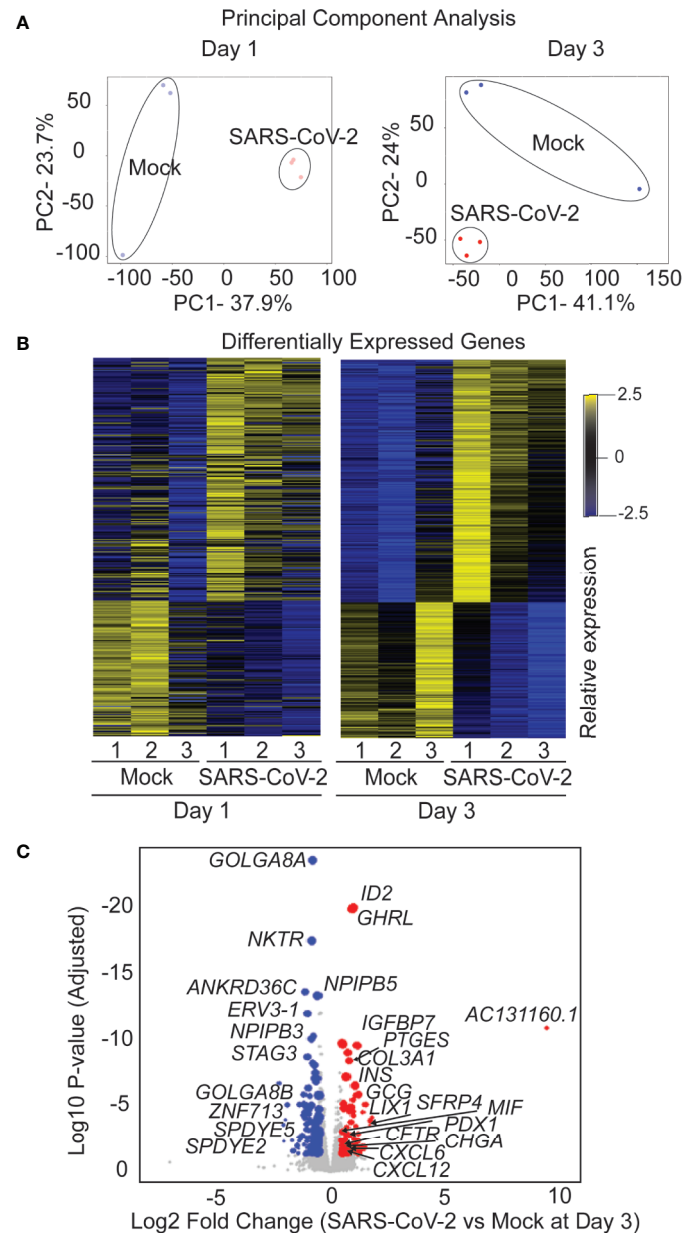 A
Principal Component Analysis
Day 1
Day 3
50
0
-50
-100
PC2- 23.7%
Mock
SARS-CoV-2
-100
-50
0
50
100
PC1- 37.9%
50
0
-50
PC2- 24%
Mock
SARS-CoV-2
-50
0
50
100
150
PC1- 41.1%
B
Differentially Expressed Genes
2.5
0
-2.5
Relative expression
1 2 3 1 2 3
Mock SARS-CoV-2
Day 1
1 2 3 1 2 3
Mock SARS-CoV-2
Day 3
C
Log10 P-value (Adjusted)
-20
-15
-10
-5
0
GOLGA8A
ID2
GHRL
NKTR
ANKRD36C
NPIPB5
ERV3-1
AC131160.1
NPIPB3
IGFBP7
STAG3
PTGES
COL3A1
INS
GOLGA8B
GCG
ZNF713
LIX1
SFRP4
MIF
SPDYE5
PDX1
SPDYE2
CFTR
CHGA
CXCL6
CXCL12
-5
0
5
10
Log2 Fold Change (SARS-CoV-2 vs Mock at Day 3)